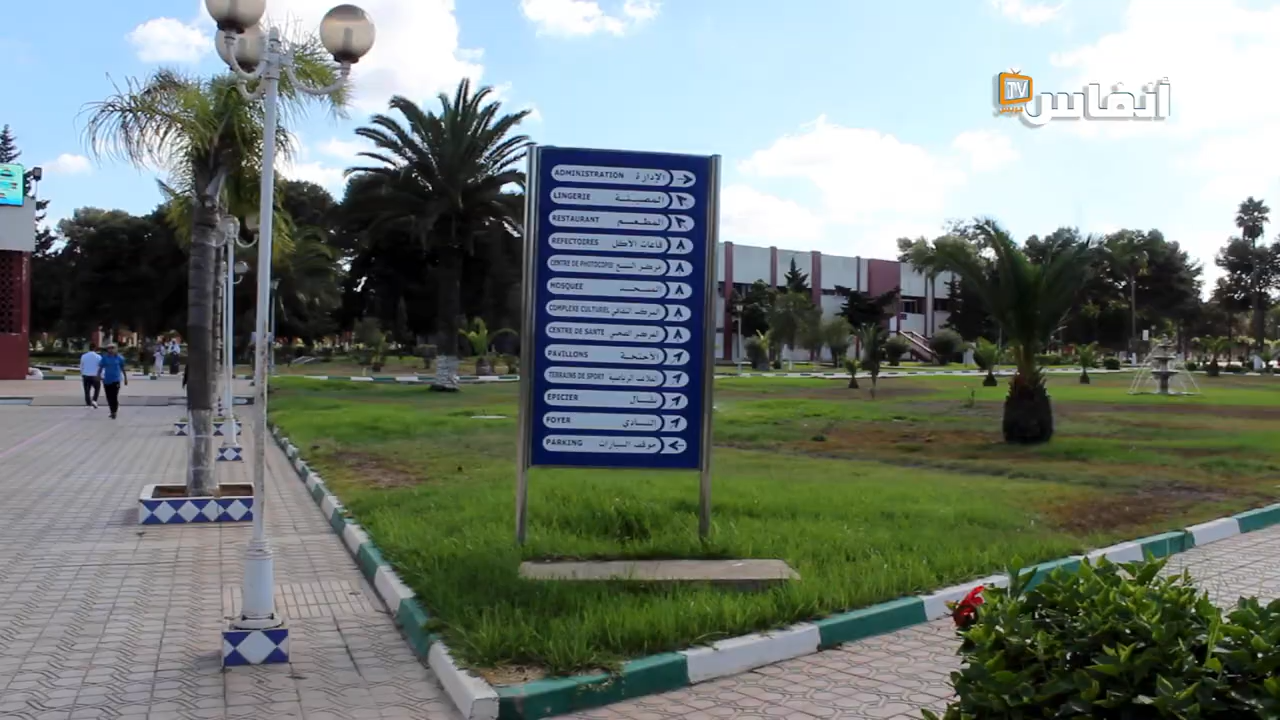 TV أنفاس
ADMINISTRATION الإدارة
LINGERIE المصبنة
RESTAURANT المطعم
REFECTOIRES قاعات الأكل
CENTRE DE PHOTOCOPIE مركز النسخ
MOSQUEE المسجد
COMPLEXE CULTUREL المركب الثقافي
CENTRE DE SANTE المركز الصحي
PAVILLONS الأجنحة
TERRAINS DE SPORT الملاعب الرياضية
EPICIER بقال
FOYER النادي
PARKING موقف السيارات